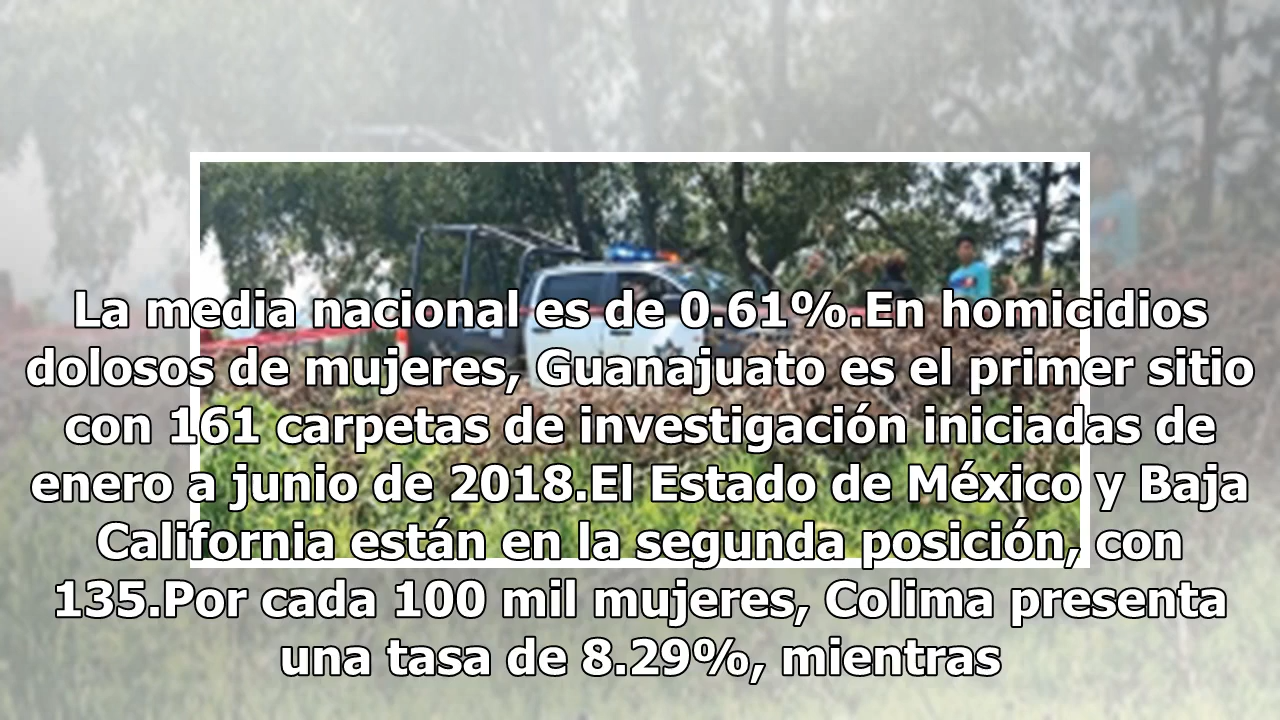 La media nacional es de 0.61%.En homicidios
dolosos de mujeres, Guanajuato es el primer sitio
con 161 carpetas de investigación iniciadas de
enero a junio de 2018.El Estado de México y Baja
California están en la segunda posición, con
135.Por cada 100 mil mujeres, Colima presenta
una tasa de 8.29%, mientras